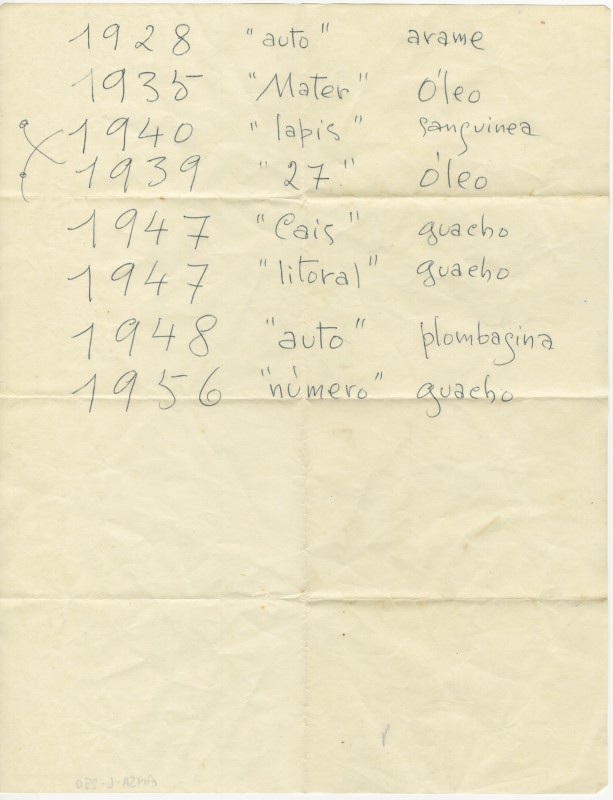 1928 "auto" arame
1935 "Mater" Óleo
1940 "lapis" sanguinea
1939 "27" Óleo
1947 "Cais" guacho
1947 "litoral" guacho
1948 "auto" plombagina
1956 "número" guacho